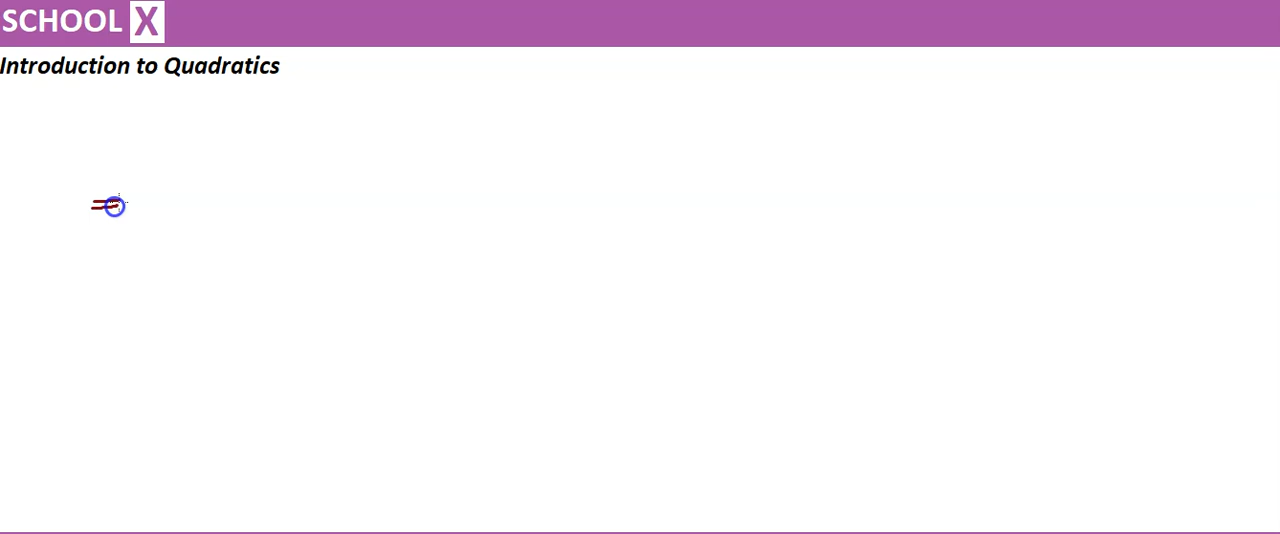 SCHOOL X
Introduction to Quadratics
=